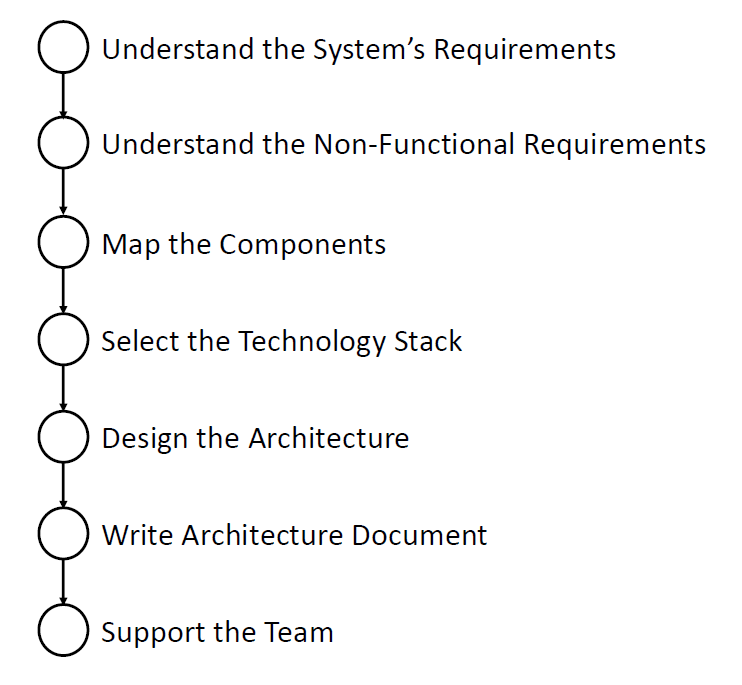 Understand the System’s Requirements
Understand the Non-Functional Requirements
Map the Components
Select the Technology Stack
Design the Architecture
Write Architecture Document
Support the Team